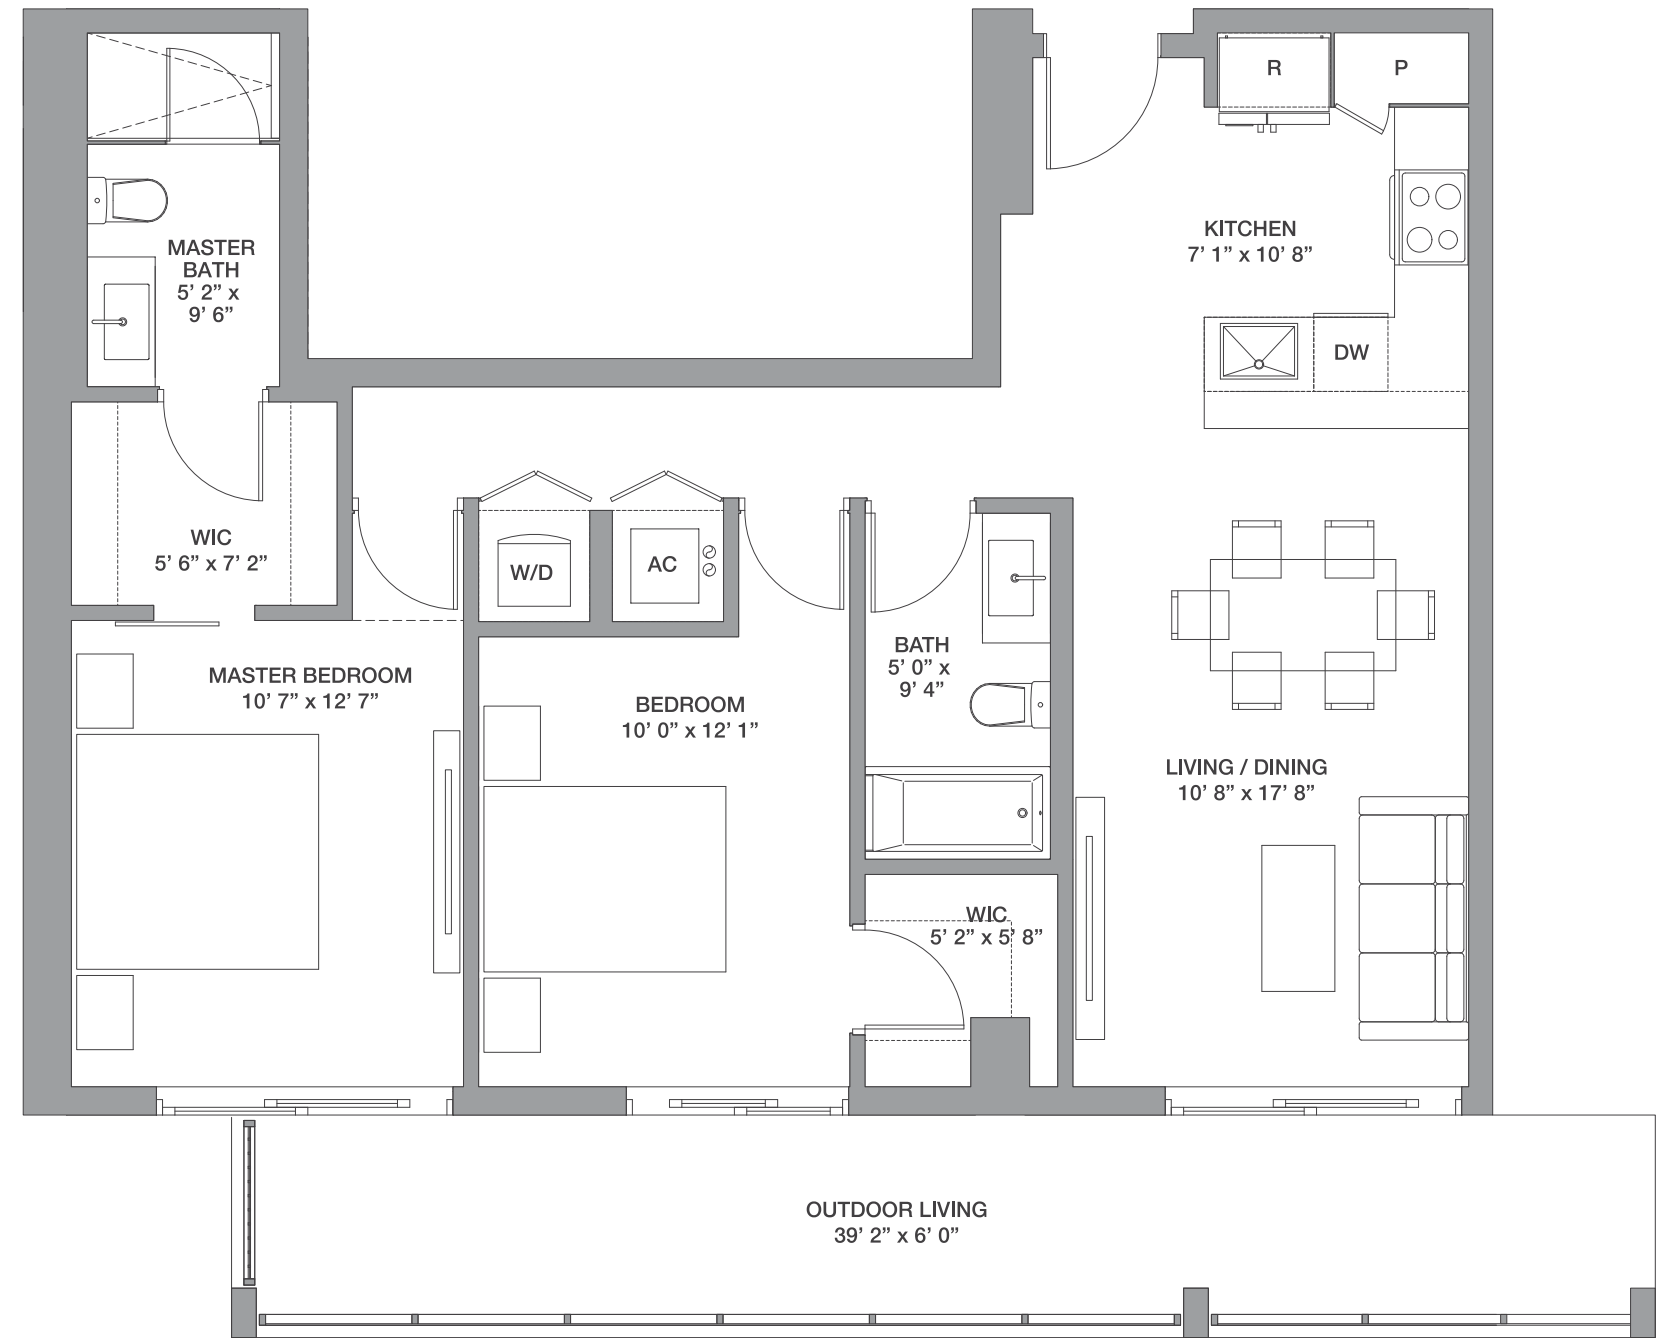 R
P
KITCHEN
7’ 1” x 10’ 8”
MASTER
BATH
5’ 2” x
9’ 6”
DW
WIC
5’ 6” x 7’ 2”
W/D
AC
BATH
5’ 0” x
9’ 4”
MASTER BEDROOM
10’ 7” x 12’ 7”
BEDROOM
10’ 0” x 12’ 1”
LIVING / DINING
10’ 8” x 17’ 8”
WIC
5’ 2” x 5’ 8”
OUTDOOR LIVING
39’ 2” x 6’ 0”